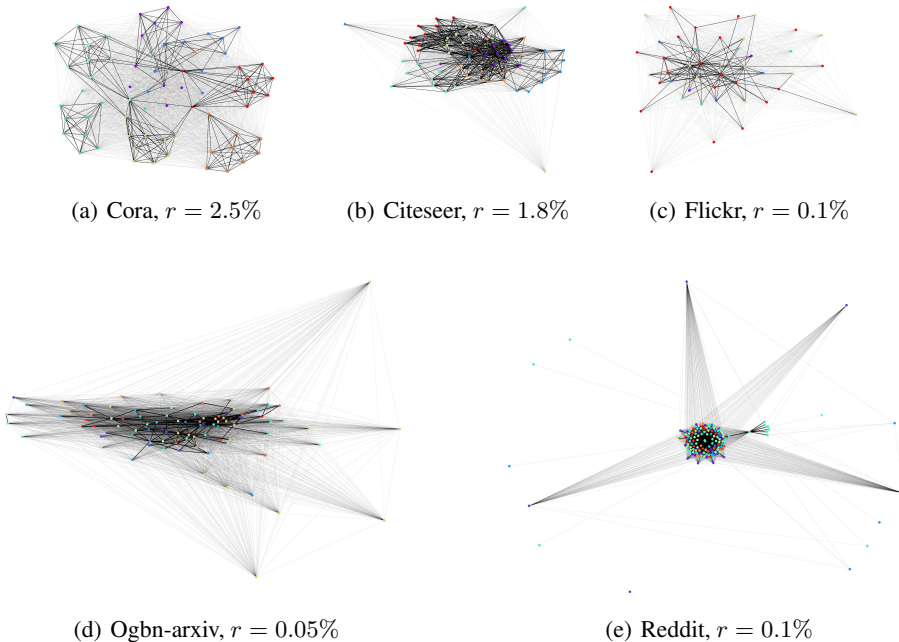 (a) Cora, r = 2.5%
(b) Citeseer, r = 1.8%
(c) Flickr, r = 0.1%
(d) Ogbn-arxiv, r = 0.05%
(e) Reddit, r = 0.1%